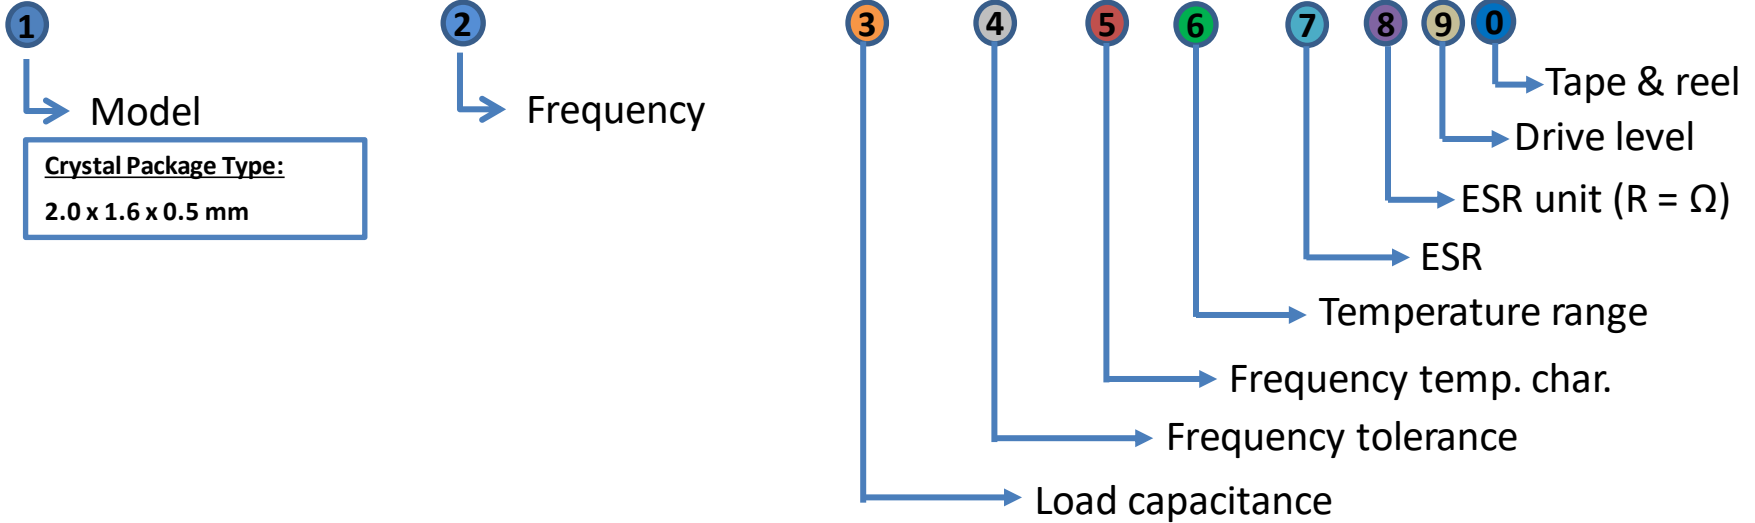 1 2 3 4 5 6 7 8 9 0
Tape & reel
Model
Frequency
Drive level
Crystal Package Type:
2.0 x 1.6 x 0.5 mm
ESR unit (R = Ω)
ESR
Temperature range
Frequency temp. char.
Frequency tolerance
Load capacitance